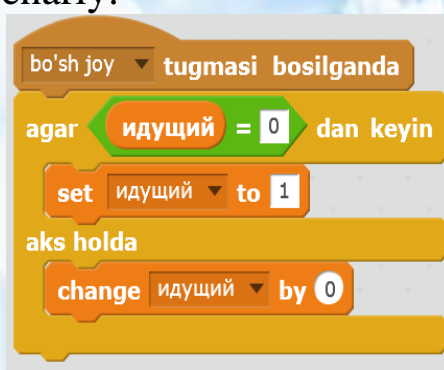 bo'sh joy tugmasi bosilganda
agar идущий = 0 dan keyin
set идущий to 1
aks holda
change идущий by 0